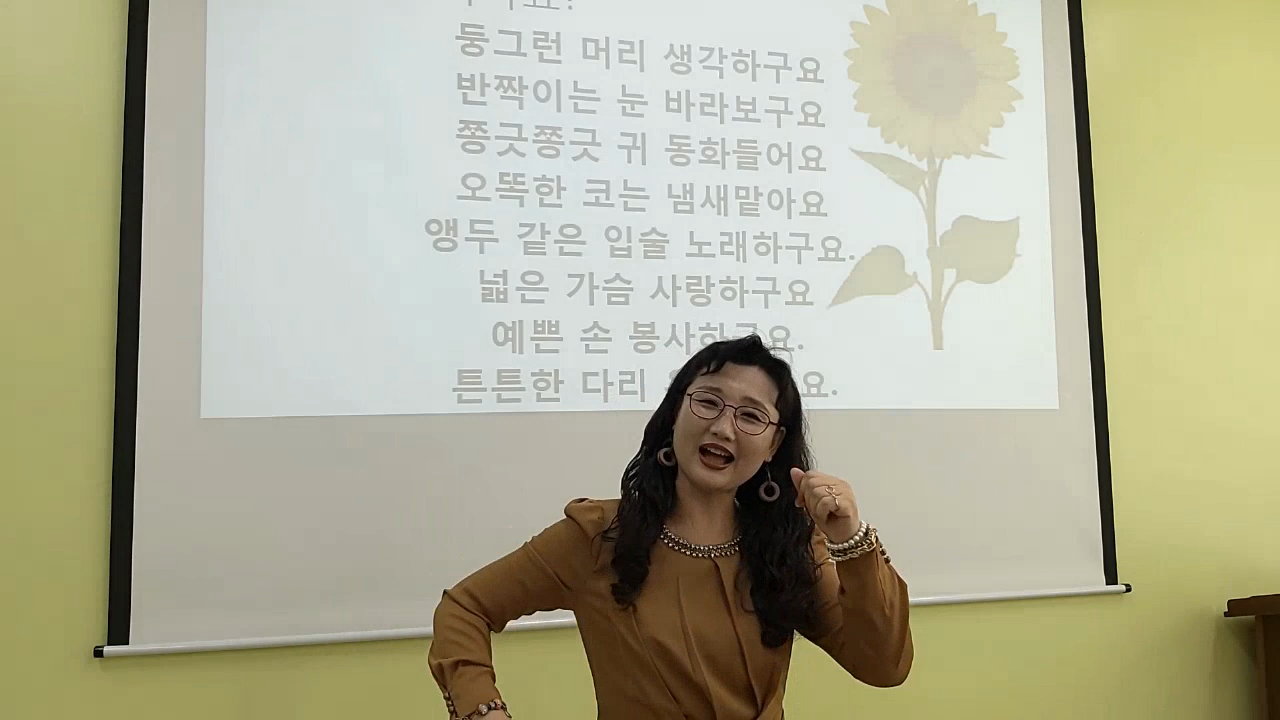 둥그런 머리 생각하구요
반짝이는 눈 바라보구요
쫑긋쫑긋 귀 동화들어요
오똑한 코는 냄새맡아요
앵두 같은 입술 노래하구요.
넓은 가슴 사랑하구요
예쁜 손 봉사하구요.
튼튼한 다리